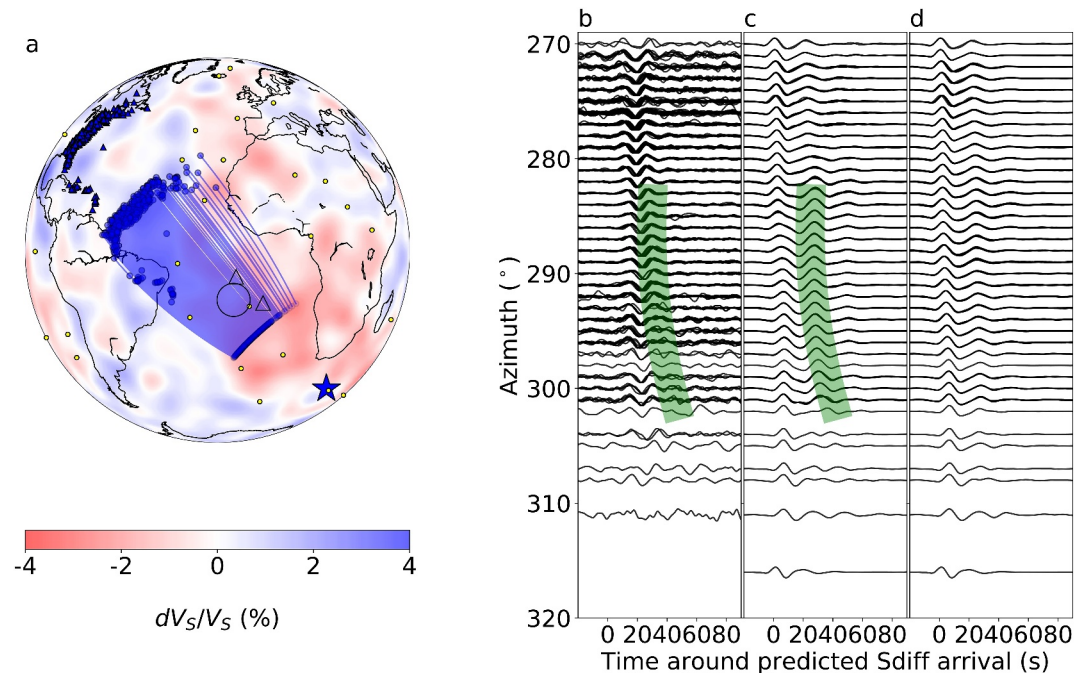 a
-4 -2 0 2 4
dV_S/V_S (%)
b c d
270
280
290
300
310
320
Azimuth (°)
0 20406080 0 20406080 0 20406080
Time around predicted Sdiff arrival (s)